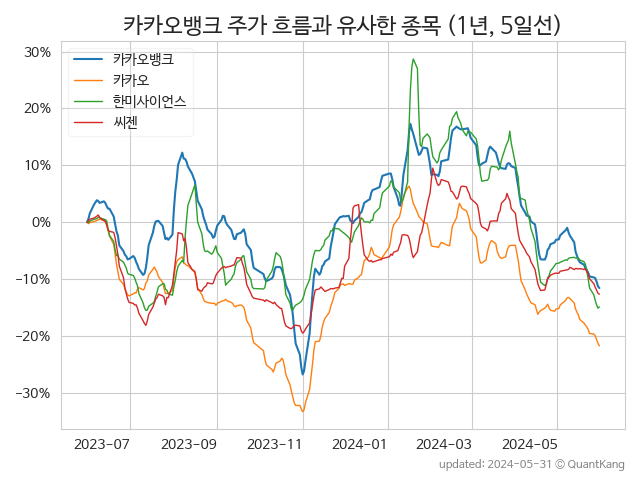 카카오뱅크 주가 흐름과 유사한 종목 (1년, 5일선)
카카오뱅크
카카오
한미사이언스
씨젠
30%
20%
10%
0%
−10%
−20%
−30%
2023-07
2023-09
2023-11
2024-01
2024-03
2024-05
updated: 2024-05-31 © QuantKang